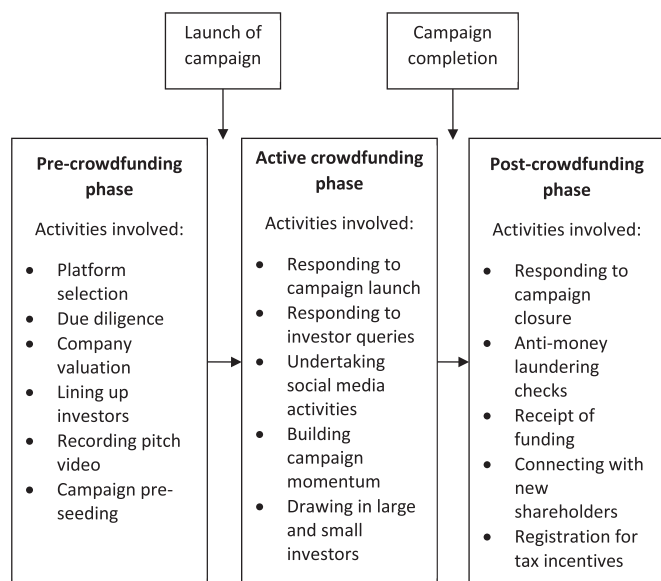 Launch of
campaign
Campaign
completion
Pre-crowdfunding
phase
Activities involved:
• Platform
selection
• Due diligence
• Company
valuation
• Lining up
investors
• Recording pitch
video
• Campaign pre-
seeding
Active crowdfunding
phase
Activities involved:
• Responding to
campaign launch
• Responding to
investor queries
• Undertaking
social media
activities
• Building
campaign
momentum
• Drawing in large
and small
investors
Post-crowdfunding
phase
Activities involved:
• Responding to
campaign
closure
• Anti-money
laundering
checks
• Receipt of
funding
• Connecting with
new
shareholders
• Registration for
tax incentives